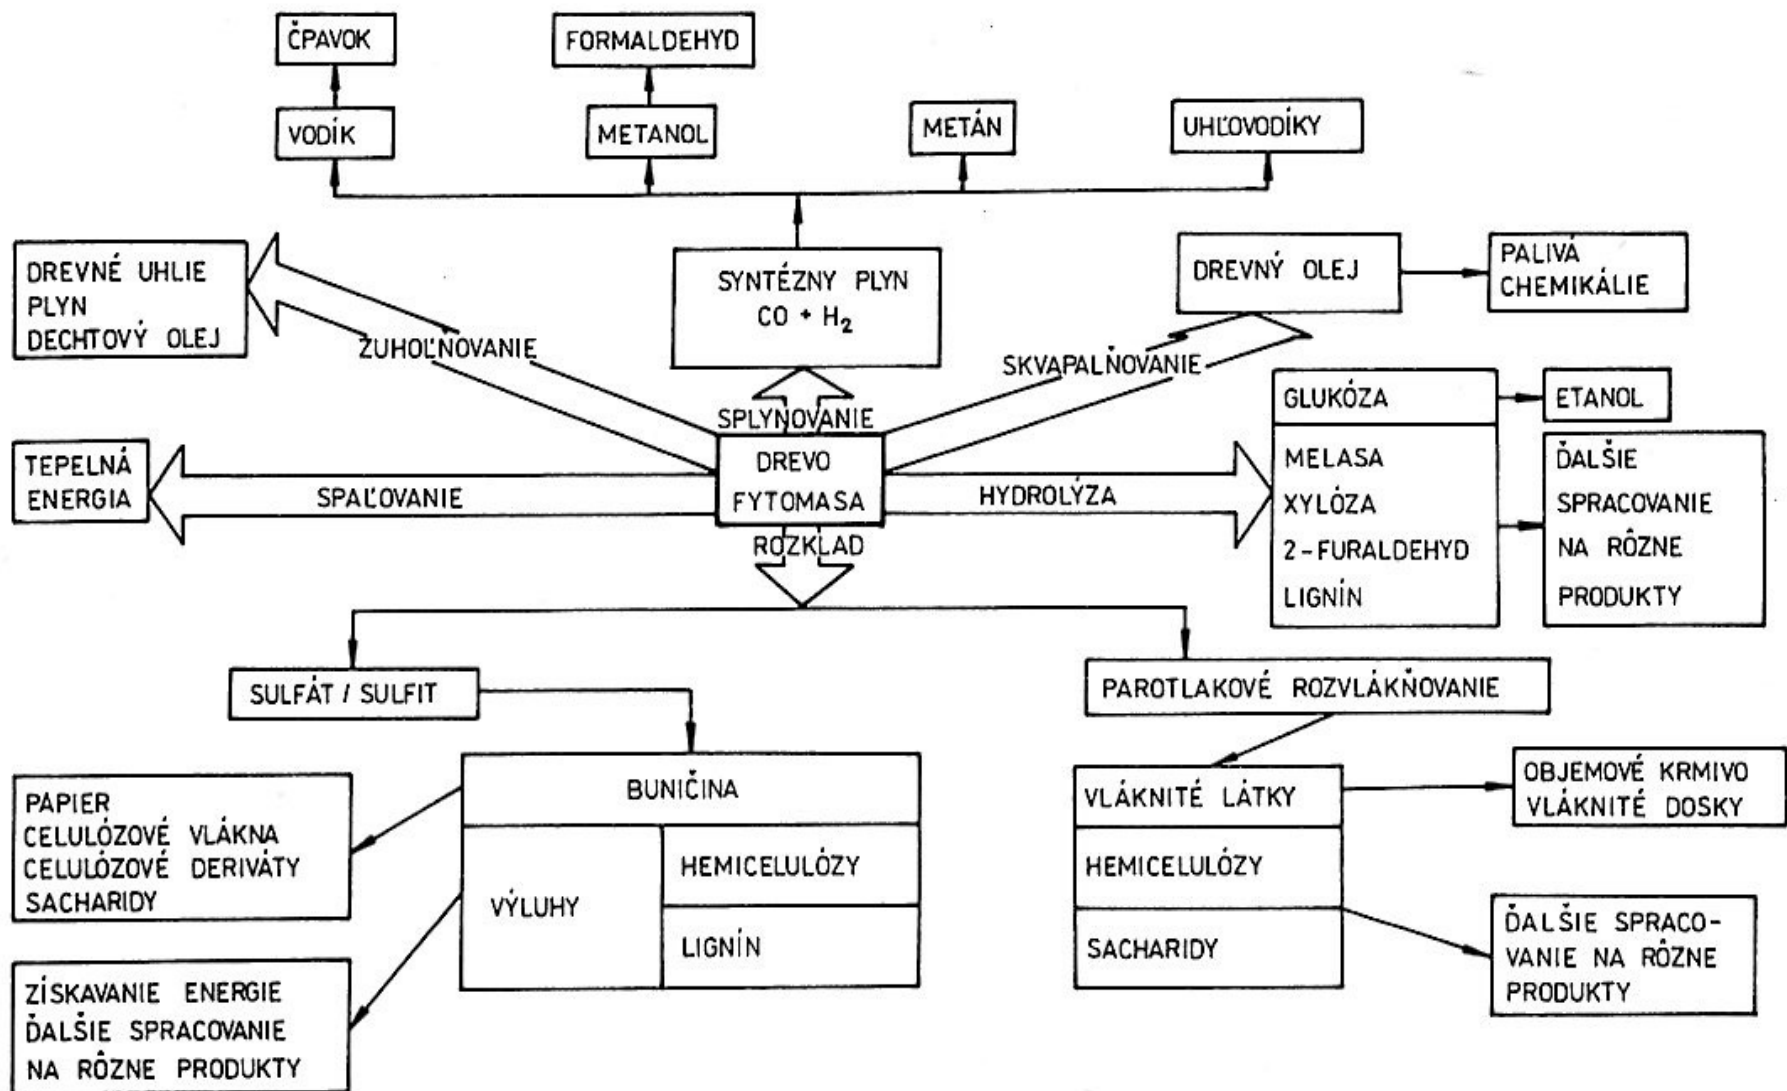 ČPAVOK
FORMALDEHYD
VODÍK
METANOL
METÁN
UHĽOVODÍKY
DREVNÉ UHLIE
PLYN
DECHTOVÝ OLEJ
SYNTÉZNY PLYN
CO + H₂
DREVNÝ OLEJ
PALIVÁ
CHEMIKÁLIE
ZUHOĽŇOVANIE
SKVAPALŇOVANIE
SPLYNOVANIE
GLUKÓZA
ETANOL
TEPELNÁ
ENERGIA
SPAĽOVANIE
DREVO
FYTOMASA
HYDROLÝZA
MELASA
XYLÓZA
2-FURALDEHYD
LIGNÍN
ĎALŠIE
SPRACOVANIE
NA RÔZNE
PRODUKTY
ROZKLAD
SULFÁT / SULFIT
PAROTLAKOVÉ ROZVLÁKŇOVANIE
PAPIER
CELULÓZOVÉ VLÁKNA
CELULÓZOVÉ DERIVÁTY
SACHARIDY
BUNIČINA
VÝLUHY
HEMICELULÓZY
LIGNÍN
VLÁKNITÉ LÁTKY
HEMICELULÓZY
SACHARIDY
OBJEMOVÉ KRMIVO
VLÁKNITÉ DOSKY
ĎALŠIE SPRACO-
VANIE NA RÔZNE
PRODUKTY
ZÍSKAVANIE ENERGIE
ĎALŠIE SPRACOVANIE
NA RÔZNE PRODUKTY